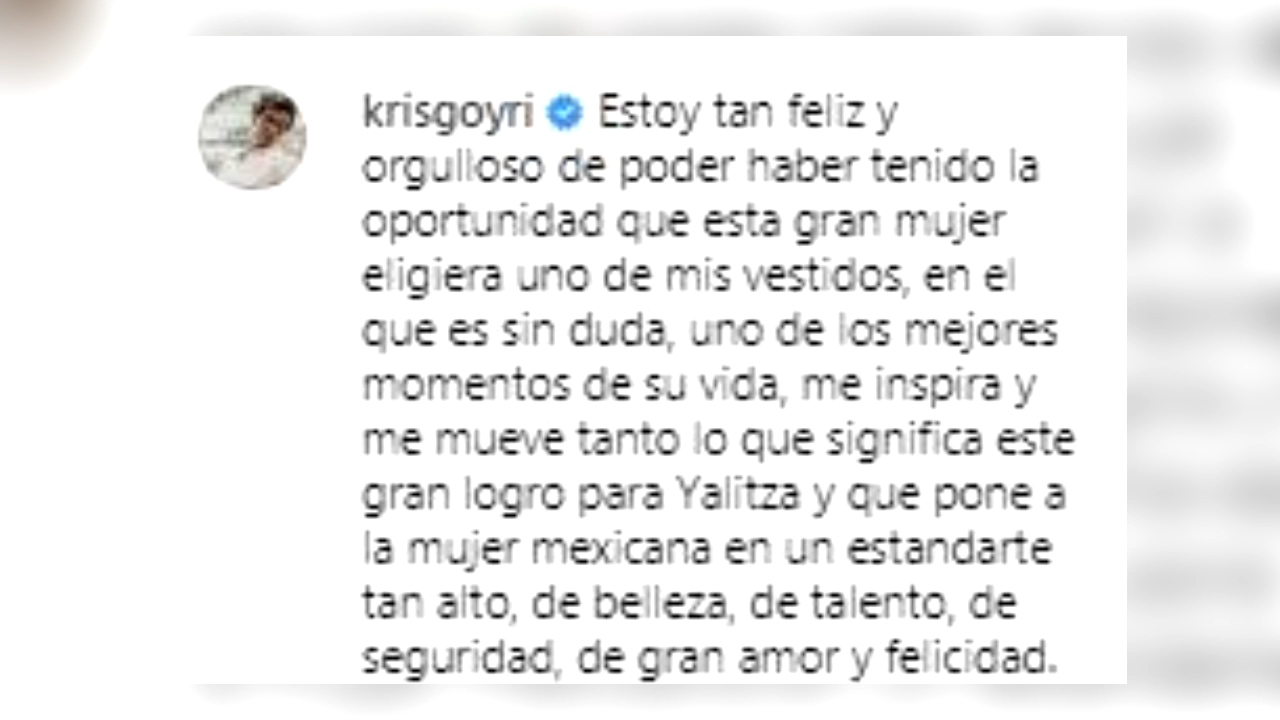 krisgoyri Estoy tan feliz y
orgulloso de poder haber tenido la
oportunidad que esta gran mujer
eligiera uno de mis vestidos, en el
que es sin duda, uno de los mejores
momentos de su vida, me inspira y
me mueve tanto lo que significa este
gran logro para Yalitza y que pone a
la mujer mexicana en un estandarte
tan alto, de belleza, de talento, de
seguridad, de gran amor y felicidad.